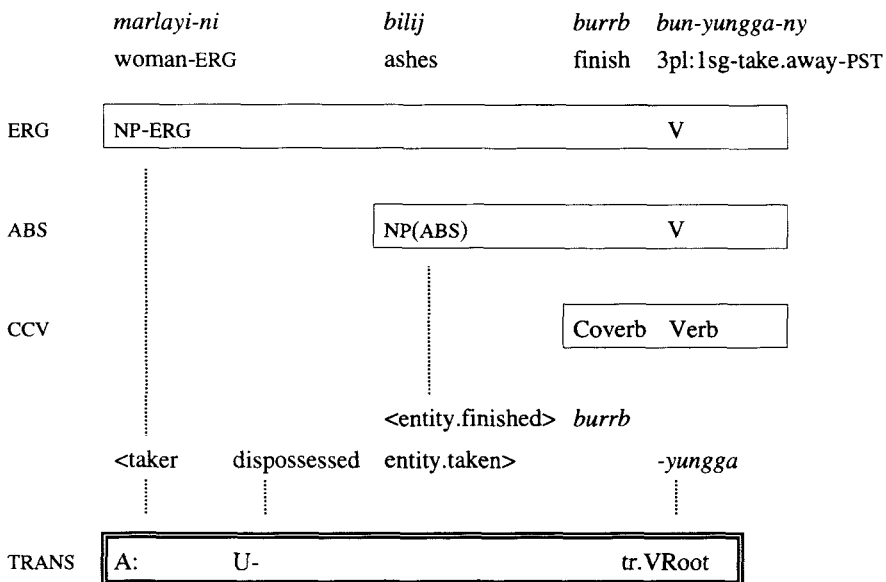 marlayi-ni bilij burrb bun-yungga-ny
woman-ERG ashes finish 3pl:1sg-take.away-PST
ERG NP-ERG V
ABS NP(ABS) V
CCV Coverb Verb
<entity.finished> burrb
<taker dispossessed entity.taken> -yungga
TRANS A: U- tr.VRoot